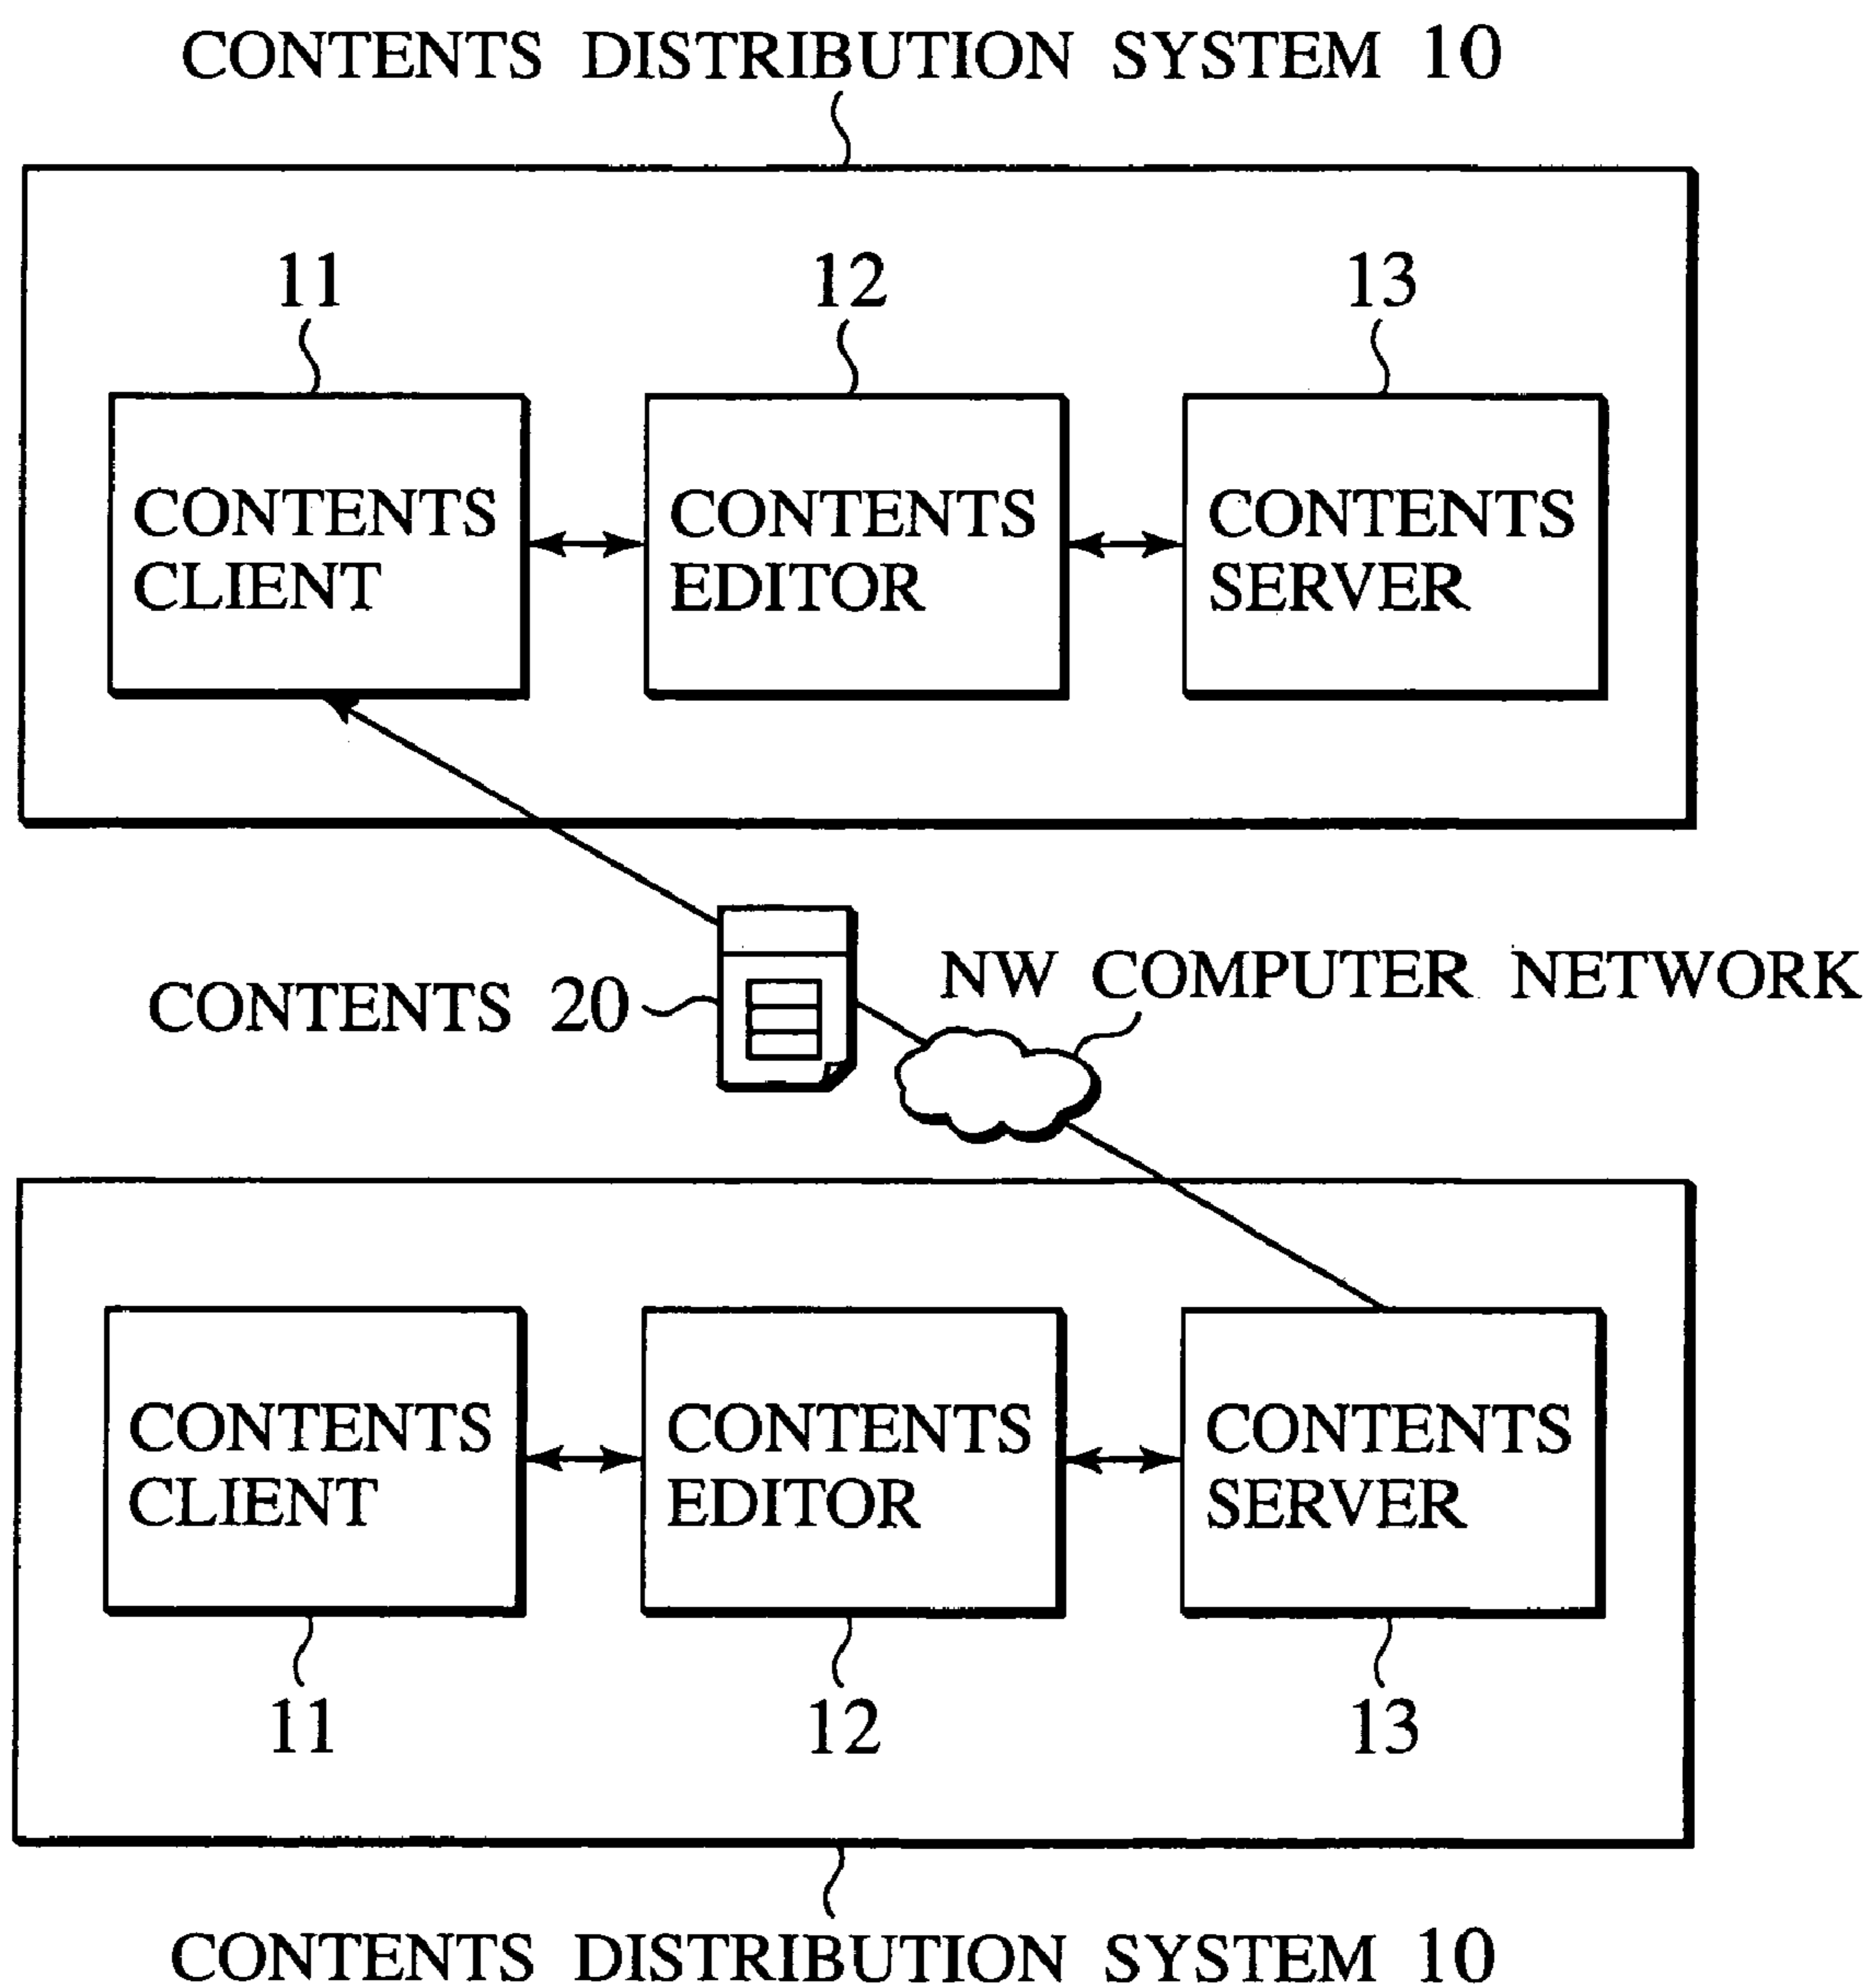 CONTENTS DISTRIBUTION SYSTEM 10
11
12
13
CONTENTS
CLIENT
CONTENTS
EDITOR
CONTENTS
SERVER
NW COMPUTER NETWORK
CONTENTS 20
CONTENTS
CLIENT
CONTENTS
EDITOR
CONTENTS
SERVER
11
12
13
CONTENTS DISTRIBUTION SYSTEM 10